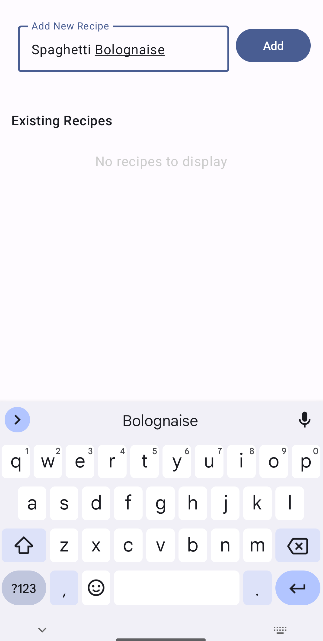 Add New Recipe
Spaghetti Bolognaise
Add
Existing Recipes
No recipes to display
Bolognaise
q1 w2 e3 r4 t5 y6 u7 i8 o9 p0
a s d f g h j k l
z x c v b n m
?123 , .